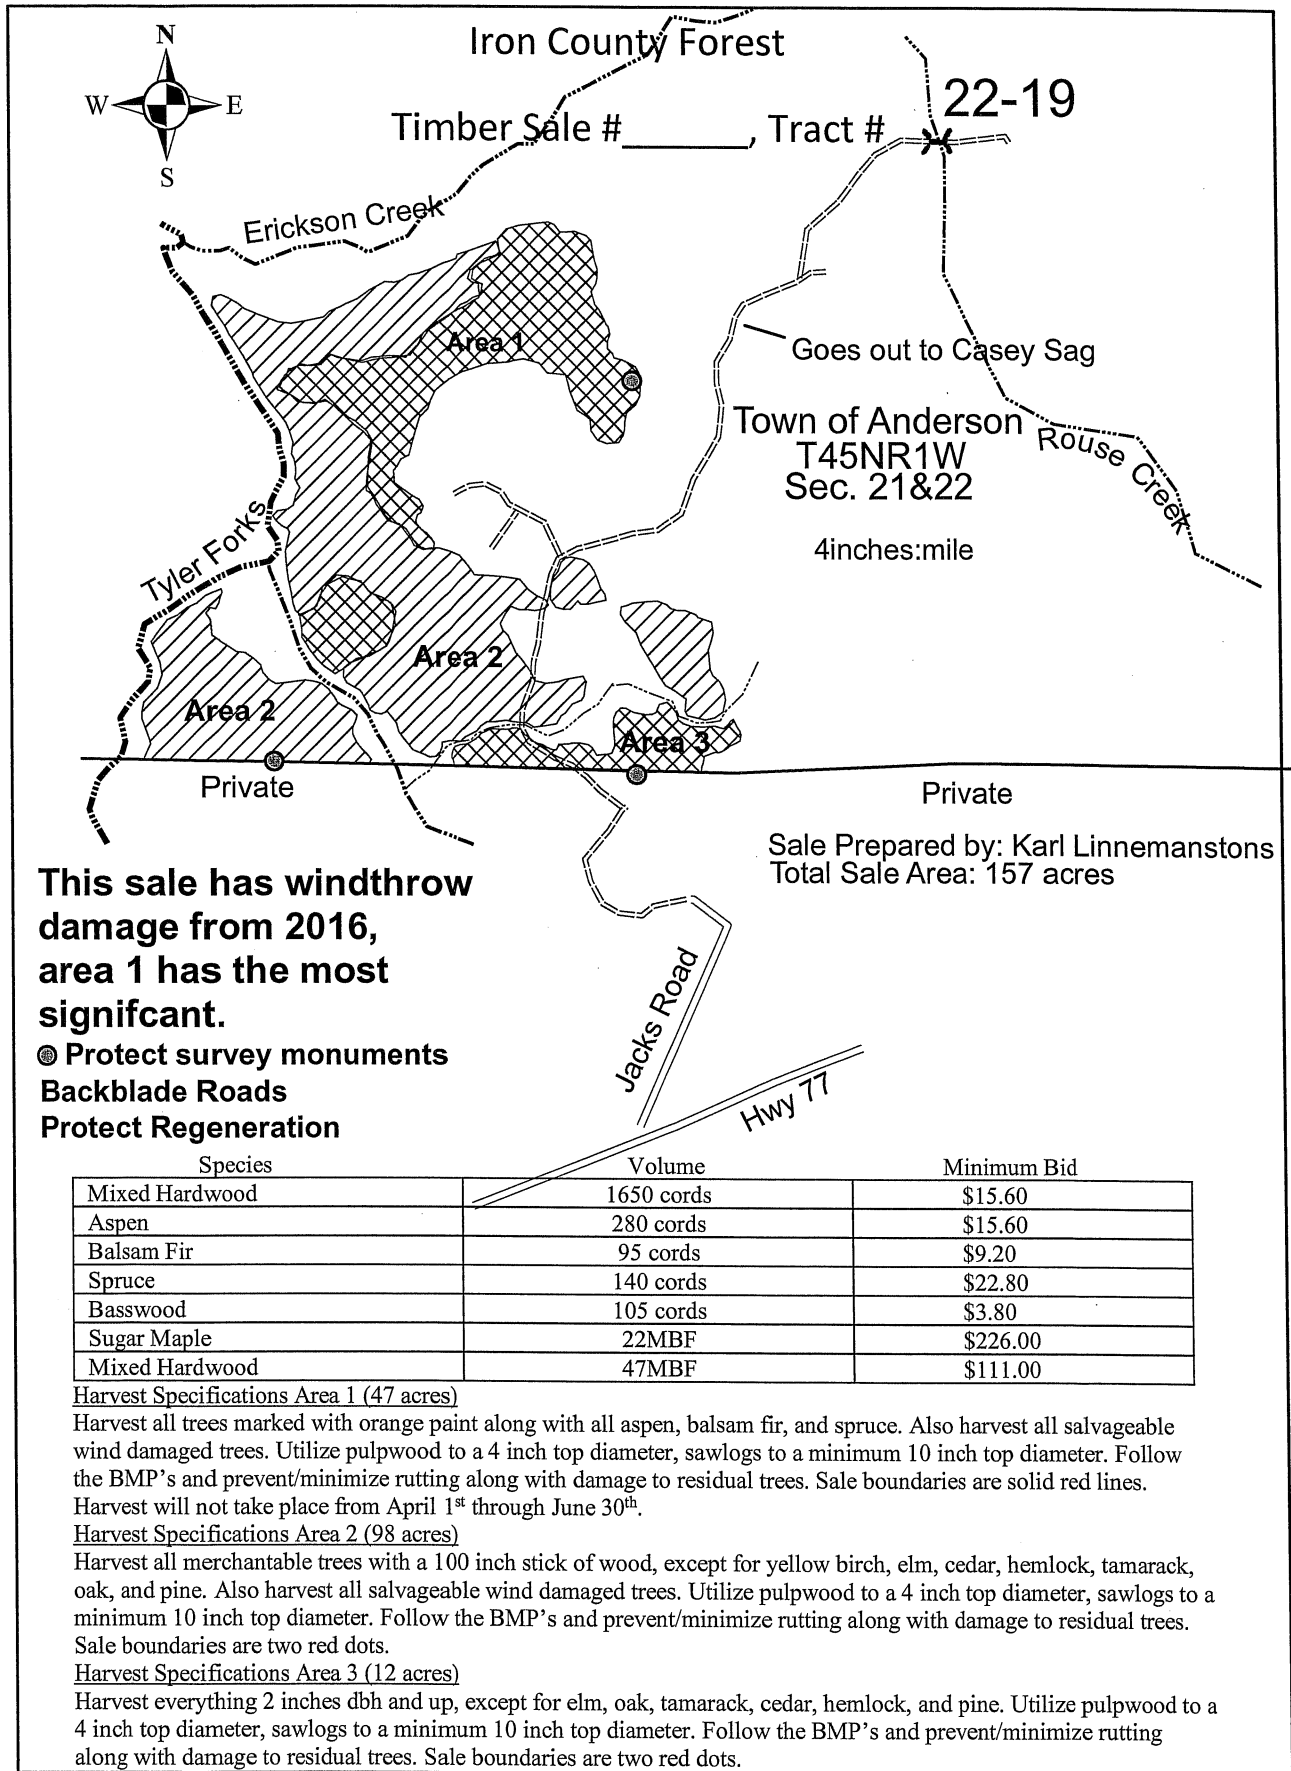 Iron County Forest
N
W E
S
22-19
Timber Sale #_______, Tract #
Erickson Creek
Area 1
Goes out to Casey Sag
Town of Anderson
T45NR1W
Sec. 21&22
Rouse Creek
4inches:mile
Tyler Forks
Area 2
Area 2
Area 3
Private
Private
Sale Prepared by: Karl Linnemanstons
Total Sale Area: 157 acres
This sale has windthrow
damage from 2016,
area 1 has the most
signifcant.
Protect survey monuments
Backblade Roads
Protect Regeneration
Jacks Road
Hwy 77
Species Volume Minimum Bid
Mixed Hardwood 1650 cords $15.60
Aspen 280 cords $15.60
Balsam Fir 95 cords $9.20
Spruce 140 cords $22.80
Basswood 105 cords $3.80
Sugar Maple 22MBF $226.00
Mixed Hardwood 47MBF $111.00
Harvest Specifications Area 1 (47 acres)
Harvest all trees marked with orange paint along with all aspen, balsam fir, and spruce. Also harvest all salvageable
wind damaged trees. Utilize pulpwood to a 4 inch top diameter, sawlogs to a minimum 10 inch top diameter. Follow
the BMP's and prevent/minimize rutting along with damage to residual trees. Sale boundaries are solid red lines.
Harvest will not take place from April 1st through June 30th.
Harvest Specifications Area 2 (98 acres)
Harvest all merchantable trees with a 100 inch stick of wood, except for yellow birch, elm, cedar, hemlock, tamarack,
oak, and pine. Also harvest all salvageable wind damaged trees. Utilize pulpwood to a 4 inch top diameter, sawlogs to a
minimum 10 inch top diameter. Follow the BMP's and prevent/minimize rutting along with damage to residual trees.
Sale boundaries are two red dots.
Harvest Specifications Area 3 (12 acres)
Harvest everything 2 inches dbh and up, except for elm, oak, tamarack, cedar, hemlock, and pine. Utilize pulpwood to a
4 inch top diameter, sawlogs to a minimum 10 inch top diameter. Follow the BMP's and prevent/minimize rutting
along with damage to residual trees. Sale boundaries are two red dots.